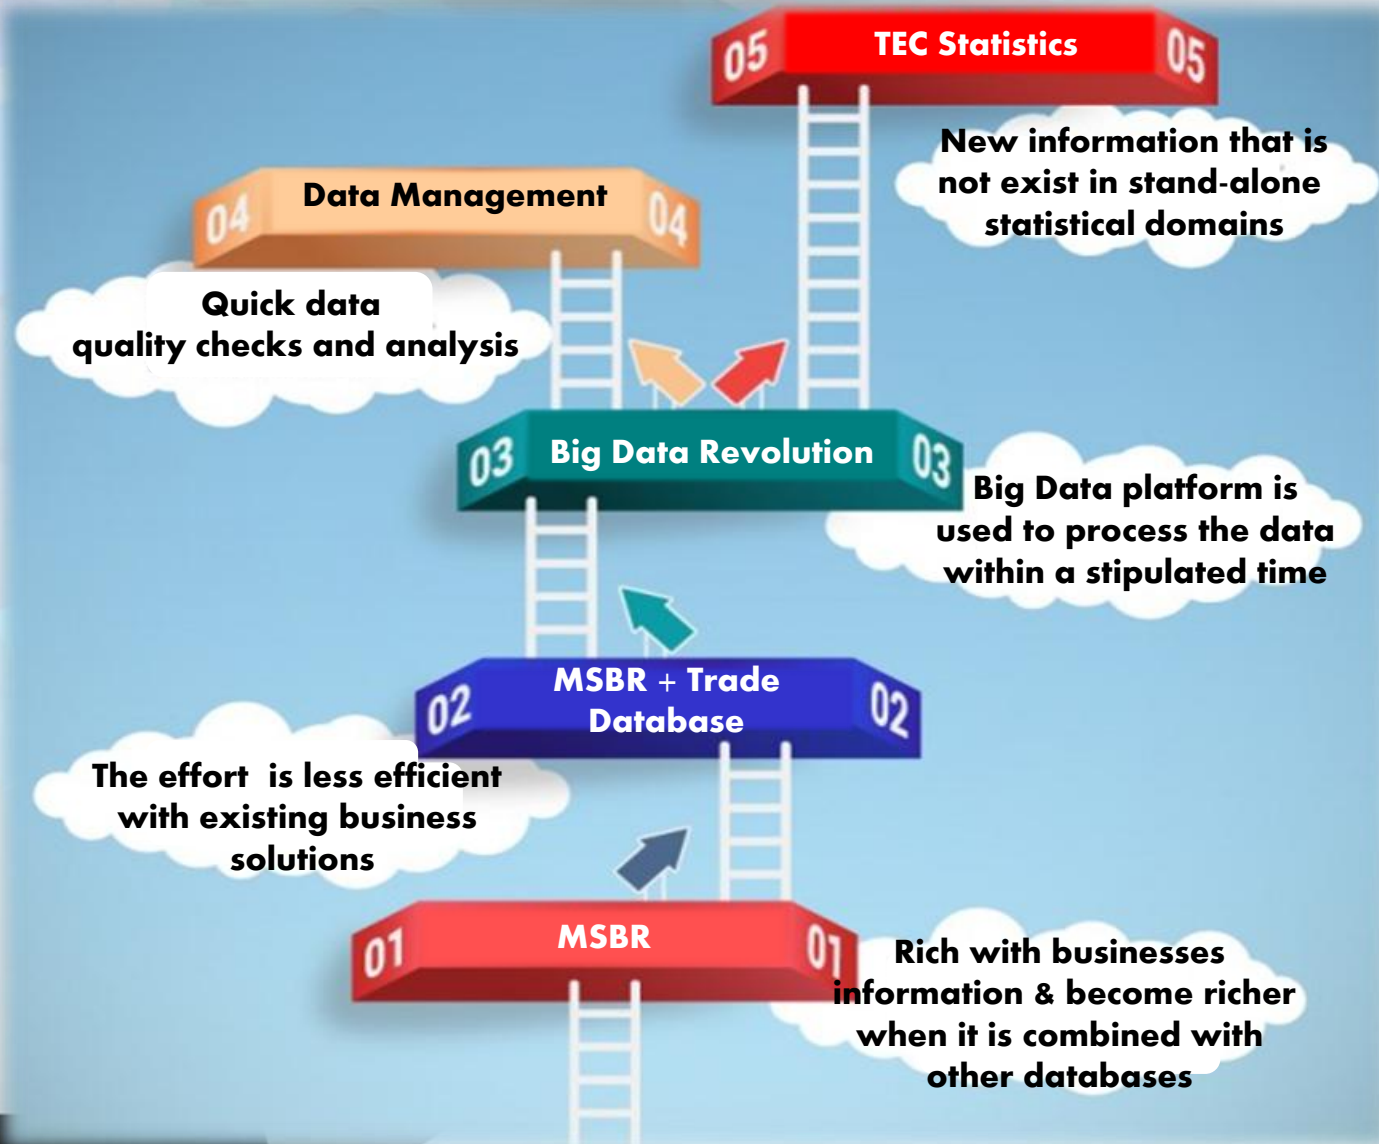 05 TEC Statistics 05
New information that is
not exist in stand-alone
statistical domains
04 Data Management 04
Quick data
quality checks and analysis
03 Big Data Revolution 03
Big Data platform is
used to process the data
within a stipulated time
02 MSBR + Trade 02
Database
The effort is less efficient
with existing business
solutions
01 MSBR 01
Rich with businesses
information & become richer
when it is combined with
other databases